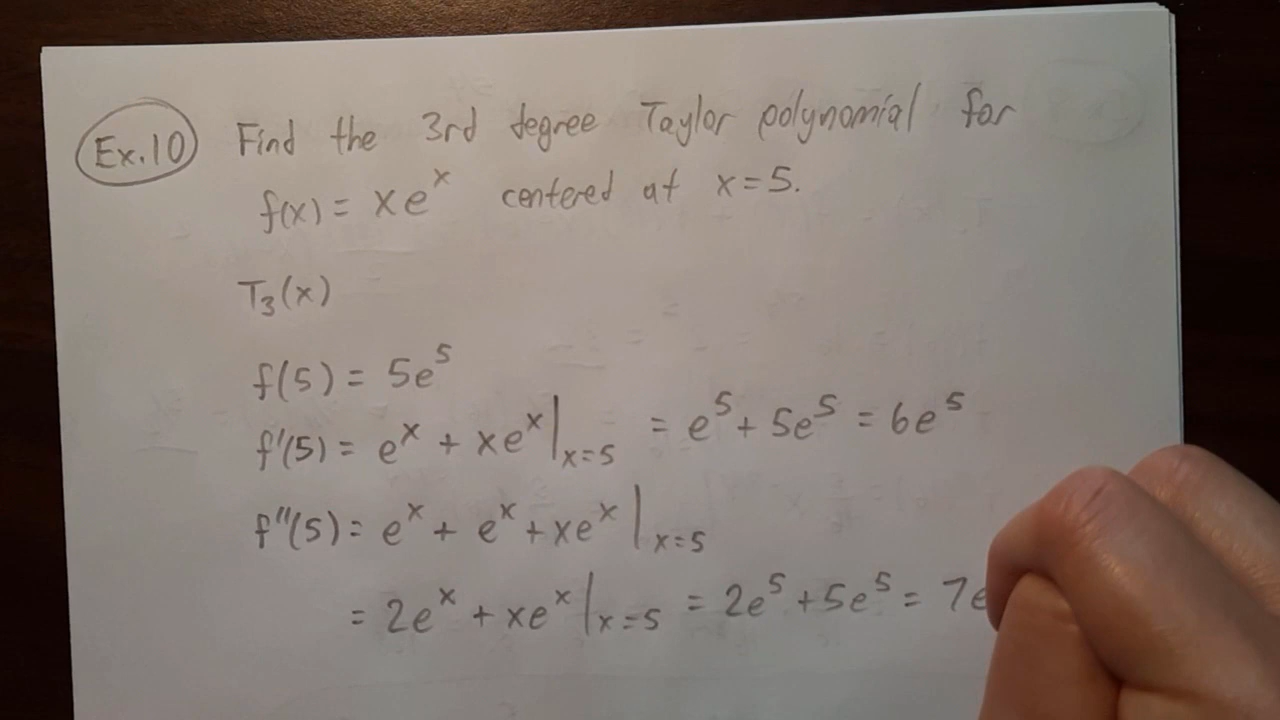 Ex.10 Find the 3rd degree Taylor polynomial for
f(x) = xe^x centered at x=5.
T₃(x)
f(5) = 5e^5
f'(5) = e^x + xe^x|ₓ₌₅ = e^5 + 5e^5 = 6e^5
f"(5) = e^x + e^x + xe^x|ₓ₌₅
= 2e^x + xe^x|ₓ₌₅ = 2e^5 + 5e^5 = 7e